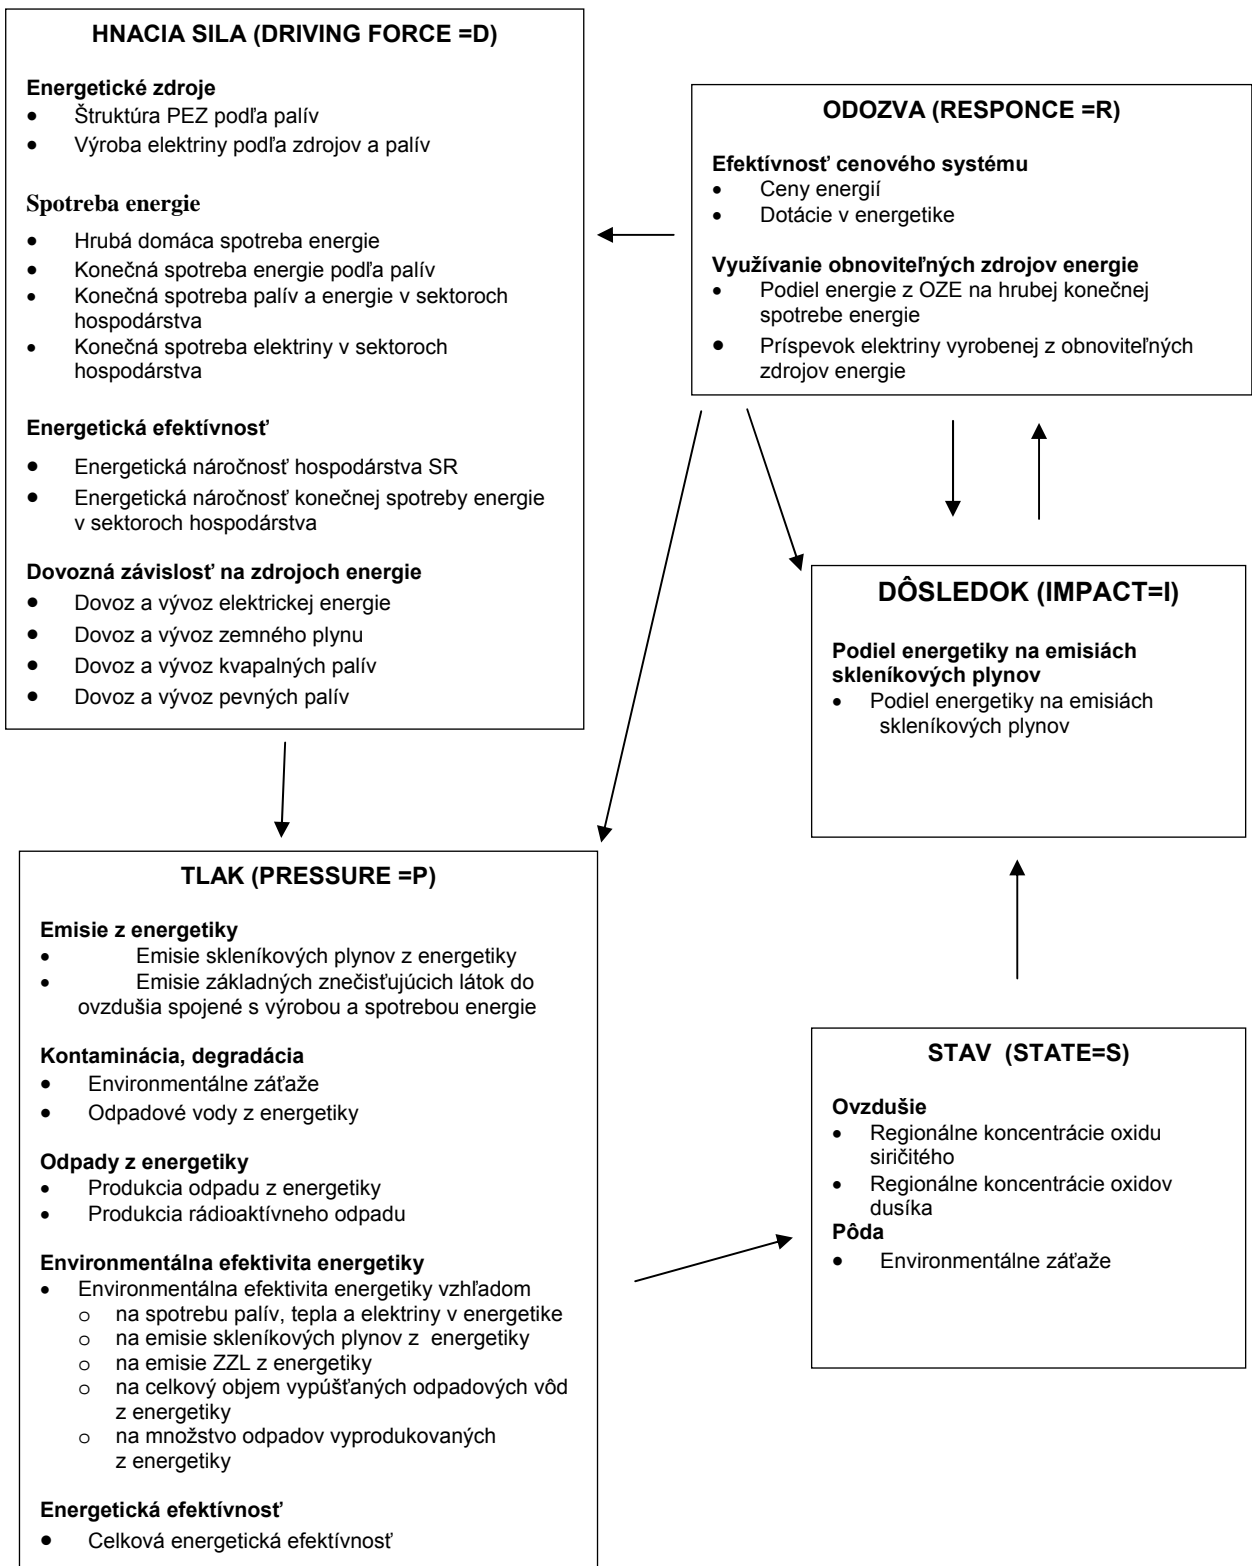 HNACIA SILA (DRIVING FORCE =D)
Energetické zdroje
• Štruktúra PEZ podľa palív
• Výroba elektriny podľa zdrojov a palív
Spotreba energie
• Hrubá domáca spotreba energie
• Konečná spotreba energie podľa palív
• Konečná spotreba palív a energie v sektoroch
hospodárstva
• Konečná spotreba elektriny v sektoroch
hospodárstva
Energetická efektívnosť
• Energetická náročnosť hospodárstva SR
• Energetická náročnosť konečnej spotreby energie
v sektoroch hospodárstva
Dovozná závislosť na zdrojoch energie
• Dovoz a vývoz elektrickej energie
• Dovoz a vývoz zemného plynu
• Dovoz a vývoz kvapalných palív
• Dovoz a vývoz pevných palív
ODOZVA (RESPONCE =R)
Efektívnosť cenového systému
• Ceny energií
• Dotácie v energetike
Využívanie obnoviteľných zdrojov energie
• Podiel energie z OZE na hrubej konečnej
spotrebe energie
• Príspevok elektriny vyrobenej z obnoviteľných
zdrojov energie
DÔSLEDOK (IMPACT=I)
Podiel energetiky na emisiách
skleníkových plynov
• Podiel energetiky na emisiách
skleníkových plynov
TLAK (PRESSURE =P)
Emisie z energetiky
• Emisie skleníkových plynov z energetiky
• Emisie základných znečisťujúcich látok do
ovzdušia spojené s výrobou a spotrebou energie
Kontaminácia, degradácia
• Environmentálne záťaže
• Odpadové vody z energetiky
Odpady z energetiky
• Produkcia odpadu z energetiky
• Produkcia rádioaktívneho odpadu
Environmentálna efektivita energetiky
• Environmentálna efektivita energetiky vzhľadom
o na spotrebu palív, tepla a elektriny v energetike
o na emisie skleníkových plynov z energetiky
o na emisie ZZL z energetiky
o na celkový objem vypúšťaných odpadových vôd
z energetiky
o na množstvo odpadov vyprodukovaných
z energetiky
Energetická efektívnosť
• Celková energetická efektívnosť
STAV (STATE=S)
Ovzdušie
• Regionálne koncentrácie oxidu
siričitého
• Regionálne koncentrácie oxidov
dusíka
Pôda
• Environmentálne záťaže